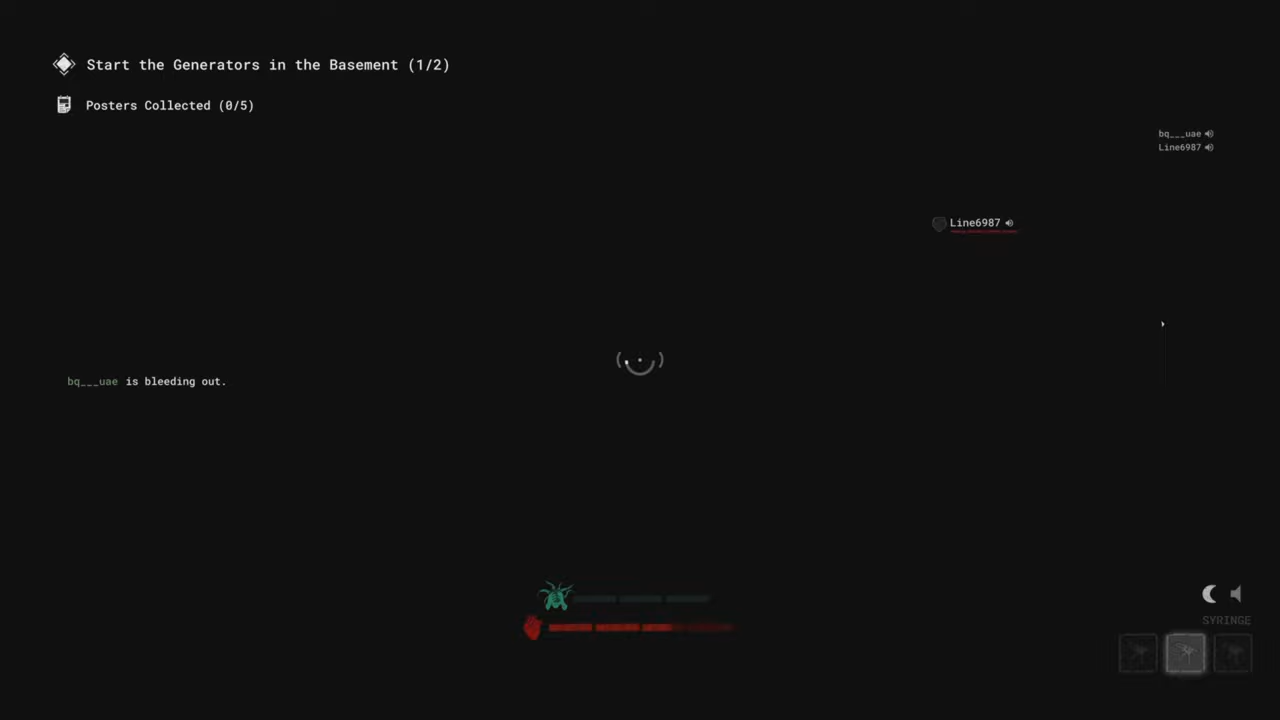 Start the Generators in the Basement (1/2)
Posters Collected (0/5)
bq___uae
Line6987
Line6987
bq___uae is bleeding out.
SYRINGE